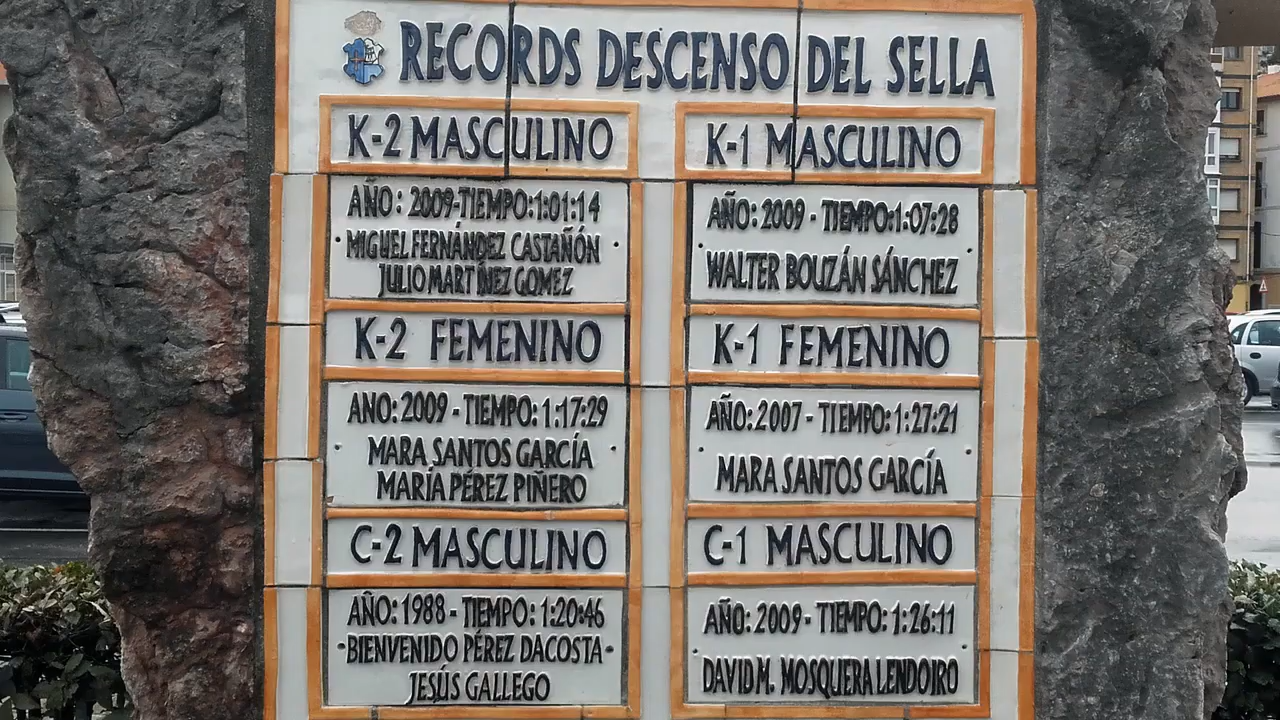 RECORDS DESCENSO DEL SELLA
K-2 MASCULINO
AÑO: 2009-TIEMPO:1:01:14
MIGUEL FERNÁNDEZ CASTAÑÓN
JULIO MARTÍNEZ GOMEZ
K-1 MASCULINO
AÑO: 2009 - TIEMPO:1:07:28
WALTER BOUZÁN SÁNCHEZ
K-2 FEMENINO
ANO: 2009 - TIEMPO: 1:17:29
MARA SANTOS GARCÍA
MARÍA PÉREZ PIÑERO
K-1 FEMENINO
AÑO: 2007 - TIEMPO: 1:27:21
MARA SANTOS GARCÍA
C-2 MASCULINO
AÑO: 1988 - TIEMPO: 1:20:46
BIENVENIDO PÉREZ DACOSTA
JESÚS GALLEGO
C-1 MASCULINO
AÑO: 2009 - TIEMPO: 1:26:11
DAVID M. MOSQUERA LENDOIRO